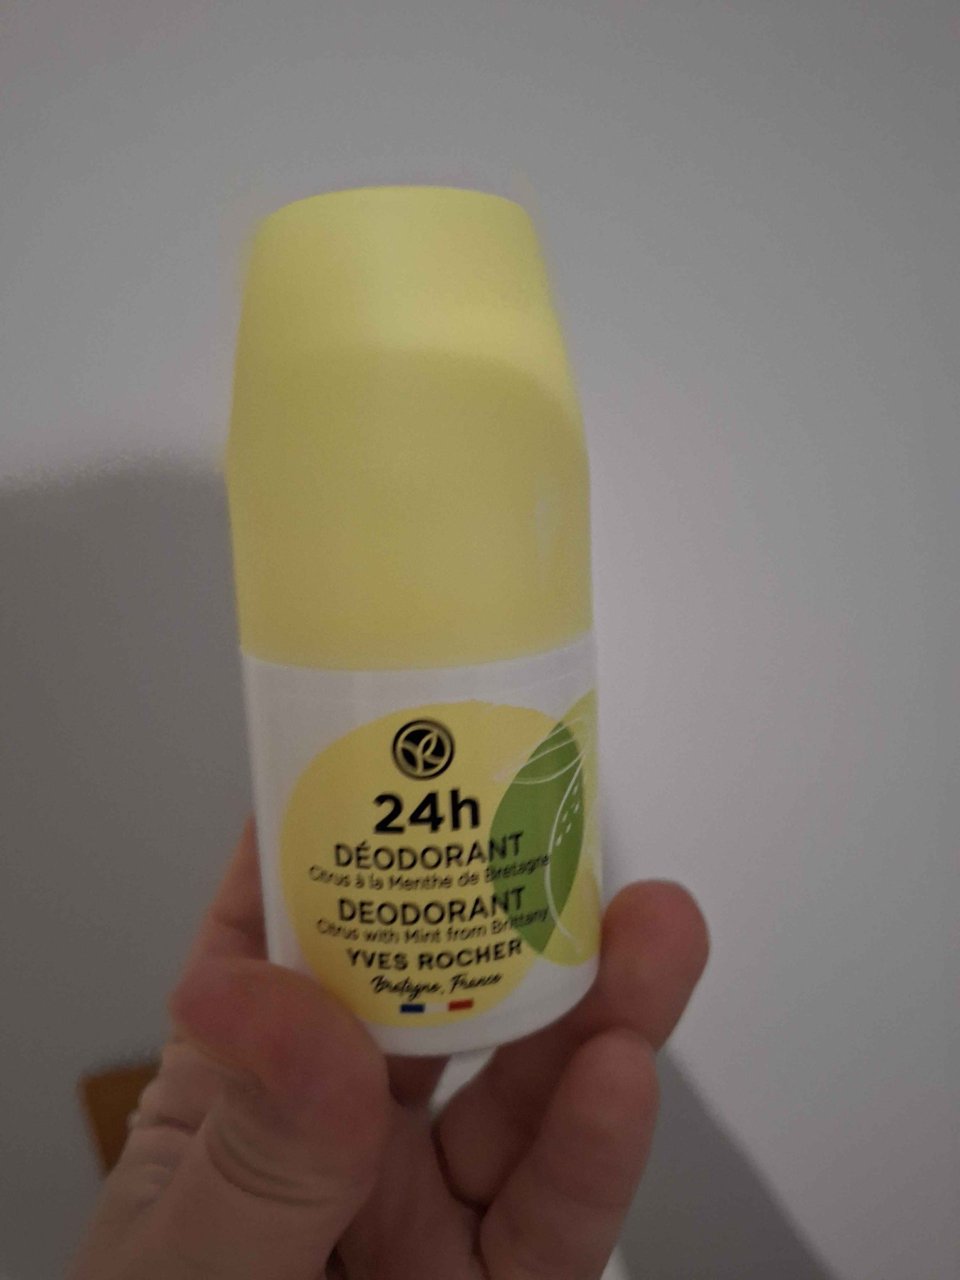 24h
DÉODORANT
Citrus à la Menthe de Bretagne
DEODORANT
Citrus with Mint from Brittany
YVES ROCHER
Bretagne, France